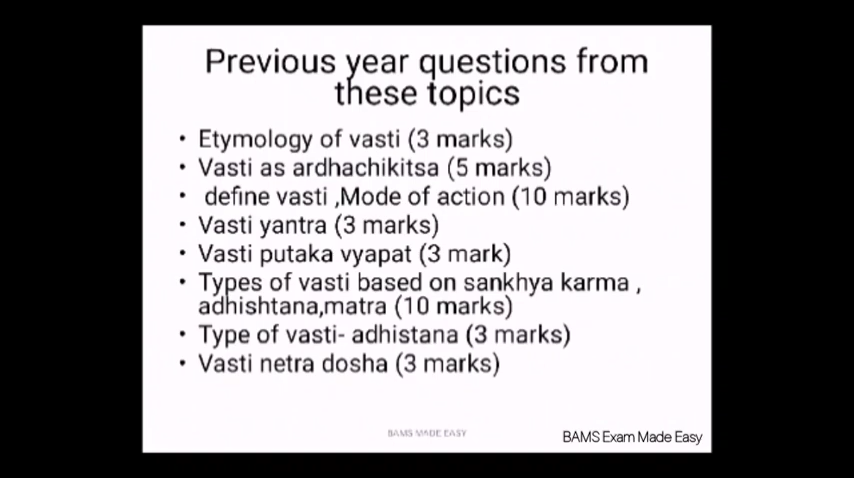 Previous year questions from
these topics
• Etymology of vasti (3 marks)
• Vasti as ardhachikitsa (5 marks)
• define vasti ,Mode of action (10 marks)
• Vasti yantra (3 marks)
• Vasti putaka vyapat (3 mark)
• Types of vasti based on sankhya karma ,
adhishtana,matra (10 marks)
• Type of vasti- adhistana (3 marks)
• Vasti netra dosha (3 marks)
BAMS MADE EASY
BAMS Exam Made Easy